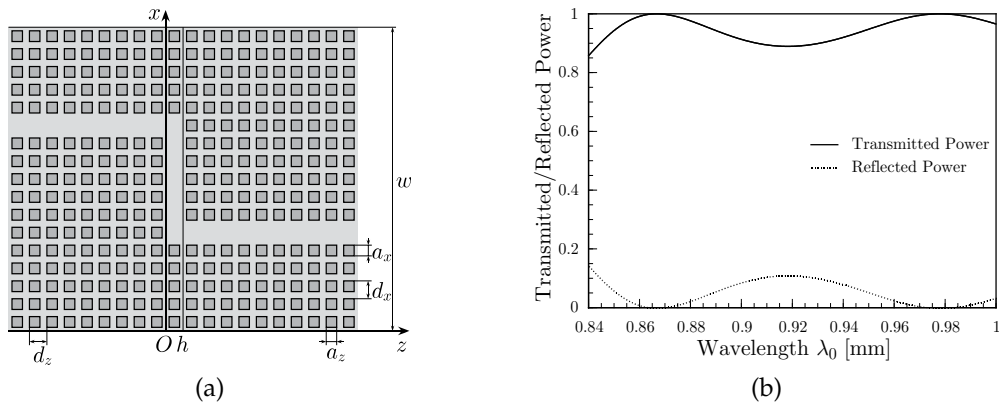 x
w
a_x
d_x
d_z
O h
a_z
z
(a)
Transmitted/Reflected Power
1
0.8
0.6
0.4
0.2
0
Transmitted Power
Reflected Power
0.84 0.86 0.88 0.9 0.92 0.94 0.96 0.98 1
Wavelength λ₀ [mm]
(b)